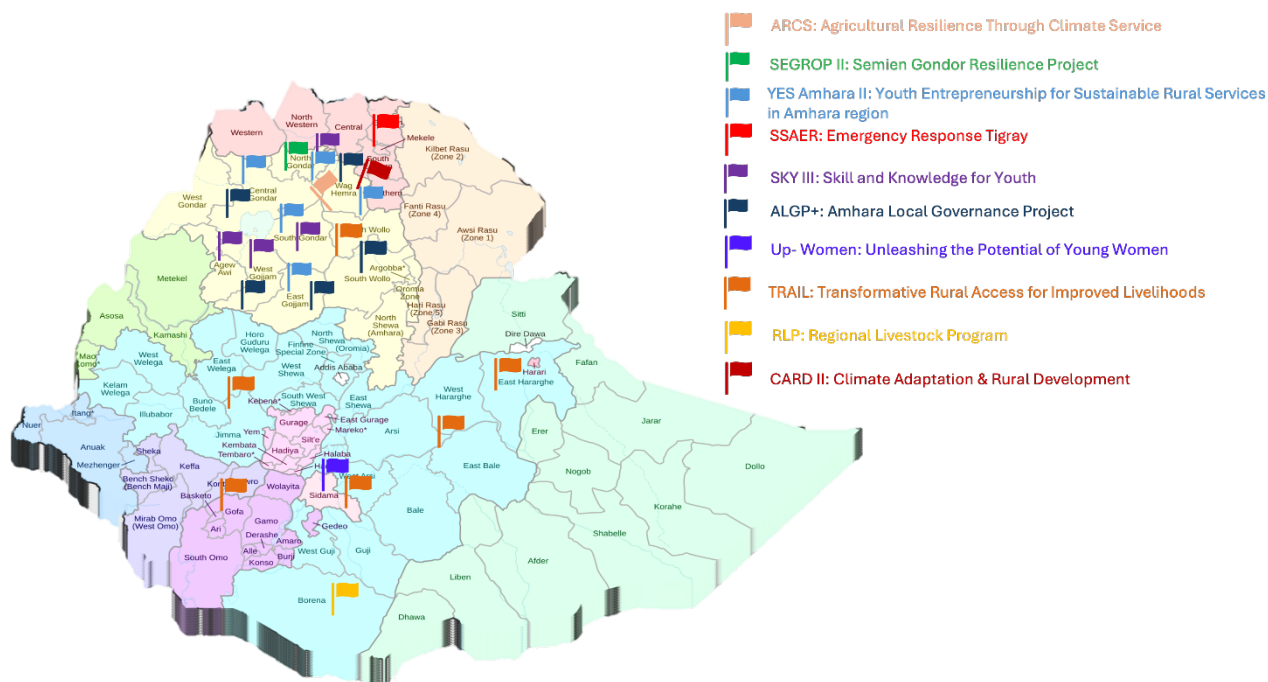 ARCS: Agricultural Resilience Through Climate Service
SEGROP II: Semien Gondor Resilience Project
YES Amhara II: Youth Entrepreneurship for Sustainable Rural Services
in Amhara region
SSAER: Emergency Response Tigray
SKY III: Skill and Knowledge for Youth
ALGP+: Amhara Local Governance Project
Up- Women: Unleashing the Potential of Young Women
TRAIL: Transformative Rural Access for Improved Livelihoods
RLP: Regional Livestock Program
CARD II: Climate Adaptation & Rural Development
Western
North
Western
Central
Mekele
Kilbet Rasu
(Zone 2)
North
Gondar
South
Wag
Hemra
West
Gondar
Central
Gondar
Fanti Rasu
(Zone 4)
Awsi Rasu
(Zone 1)
South Gondar
Wollo
Agew
Awi
West
Gojjam
Argobba*
South Wollo
Metekel
East
Gojjam
Oromia
Zone
Hari Rasu
(Zone 5)
Gabi Rasu
(Zone 3)
North
Shewa
(Amhara)
Asosa
Kamashi
Sitti
Dire Dawa
Mao
Komo
West
Welega
Horo
Guduru
Welega
North
Shewa
(Oromia)
Finfine
Special Zone
Addis Ababa
East
Welega
West
Shewa
Harari
East Hararghe
Fafan
Kelam
Welega
Buno
Bedele
South West
Shewa
East
Shewa
West
Hararghe
Kebena*
Itang*
Illubabor
Nuer
Gurage
East Gurage
Mareko*
Arsi
Jarar
Anuak
Jimma
Yem
Silt'e
Erer
Sheka
Kembata
Tembaro*
Hadiya
Halaba
Mezhenger
Keffa
East Bale
Nogob
Dollo
Bench Sheko
(Bench Maji)
Wolayita
Sidama
Basketo
Gofa
Bale
Korahe
Mirab Omo
(West Omo)
Ari
Gamo
Gedeo
Shabelle
Derashe
Amaro
South Omo
Alle
Burji
West Guji
Guji
Konso
Afder
Liben
Borena
Dhawa